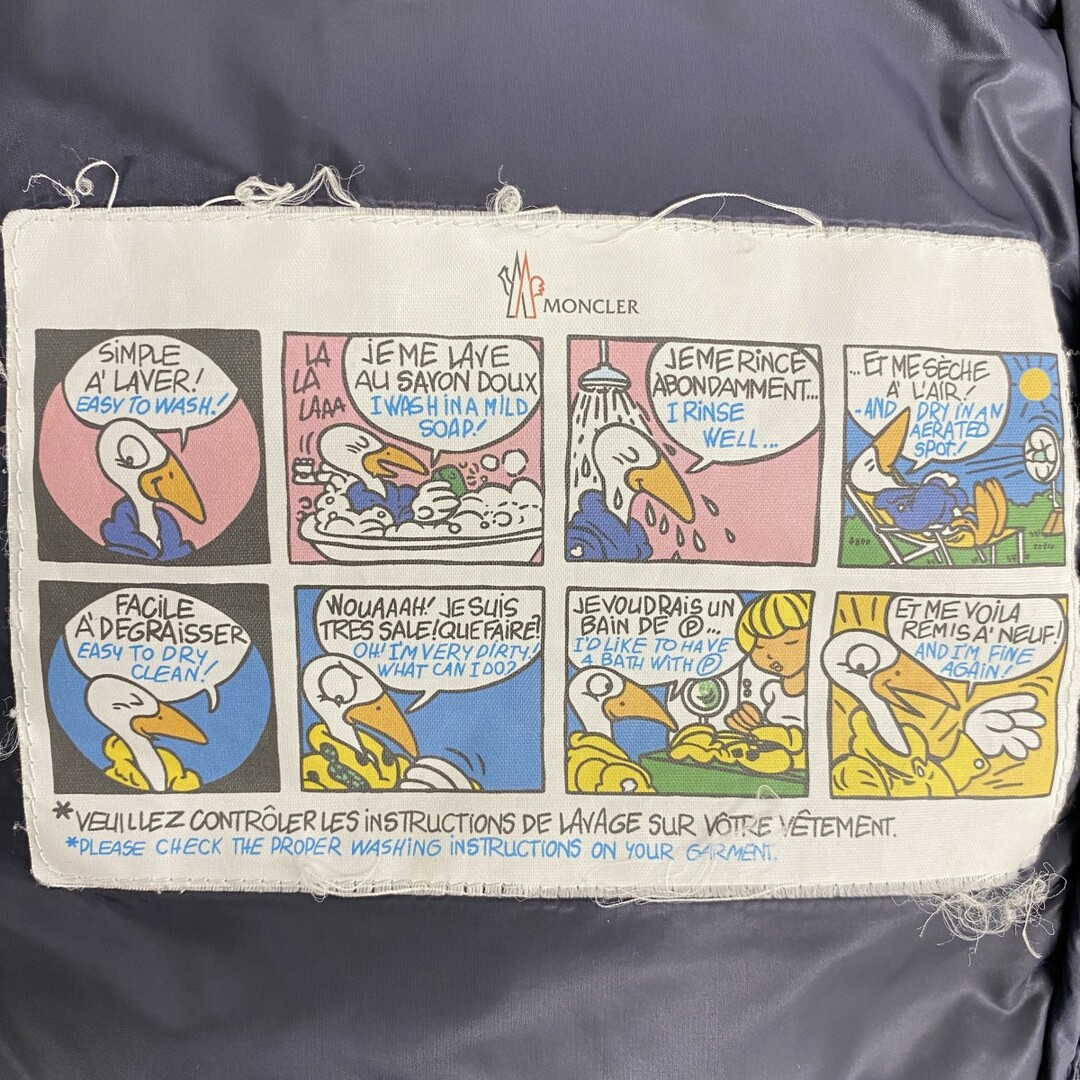 MONCLER
SIMPLE
A' LAVER!
EASY TO WASH!
LA
LÀ
LAAA
JE ME LAVE
AU SAVON DOUX
I WASH IN A MILD
SOAP!
JE ME RINCE
ABONDAMMENT...
I RINSE
WELL...
...ET ME SÈCHE
A' L'AIR!
-AND DRY IN AN
AERATED
SPOT!
FACILE
A' DEGRAISSER
EASY TO DRY
CLEAN!
WOUAAAH! JE SUIS
TRES SALE! QUE FAIRE?
OH! I'M VERY DIRTY!
WHAT CAN I DO?
JE VOUDRAIS UN
BAIN DE Ⓟ...
I'D LIKE TO HAVE
A BATH WITH Ⓟ
ET ME VOILA
REMIS A' NEUF!
AND I'M FINE
AGAIN!
*VEUILLEZ CONTRÔLER LES INSTRUCTIONS DE LAVAGE SUR VÔTRE VÊTEMENT.
*PLEASE CHECK THE PROPER WASHING INSTRUCTIONS ON YOUR GARMENT.